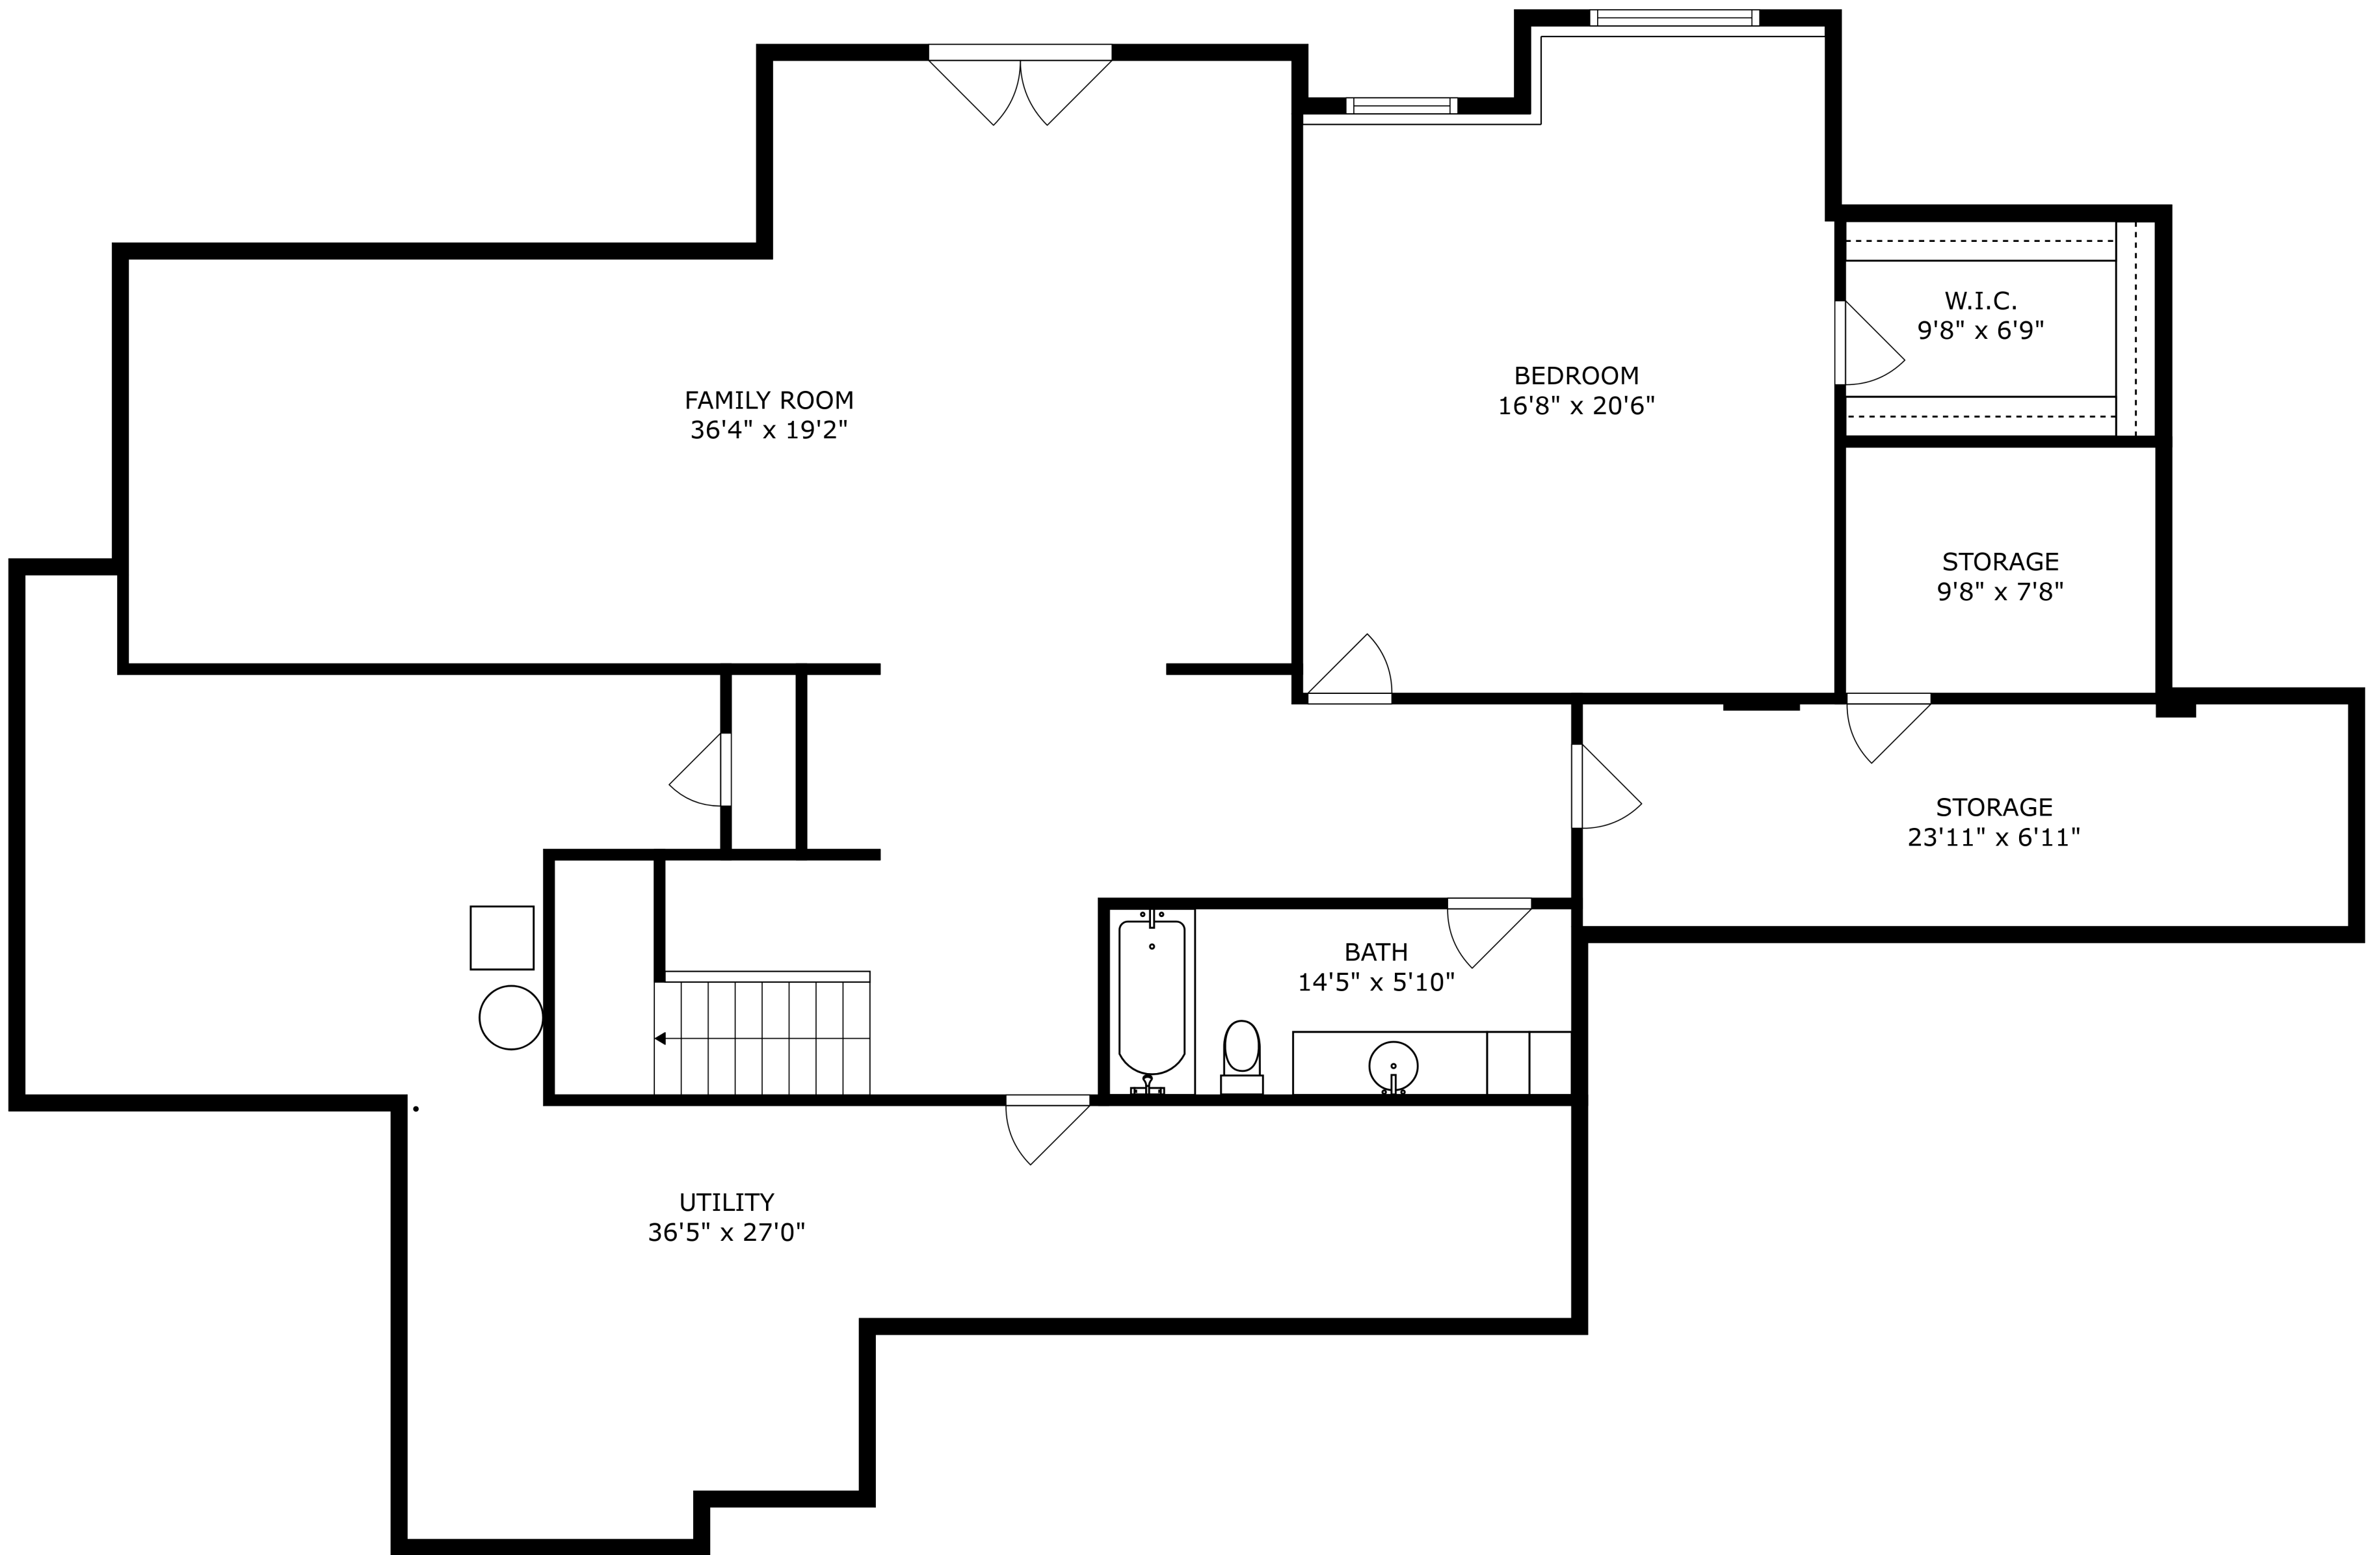 FAMILY ROOM
36'4" x 19'2"
BEDROOM
16'8" x 20'6"
W.I.C.
9'8" x 6'9"
STORAGE
9'8" x 7'8"
STORAGE
23'11" x 6'11"
BATH
14'5" x 5'10"
UTILITY
36'5" x 27'0"